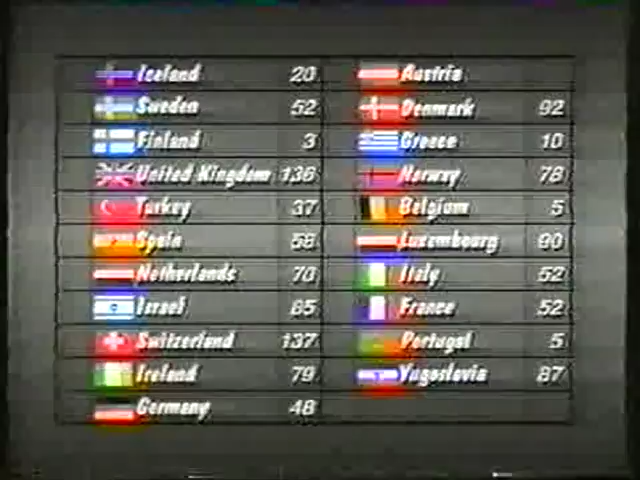 Iceland 20
Sweden 52
Finland 3
United Kingdom 136
Turkey 37
Spain 58
Netherlands 70
Israel 85
Switzerland 137
Ireland 79
Germany 48
Austria
Denmark 92
Greece 10
Norway 78
Belgium 5
Luxembourg 90
Italy 52
France 52
Portugal 5
Yugoslavia 87